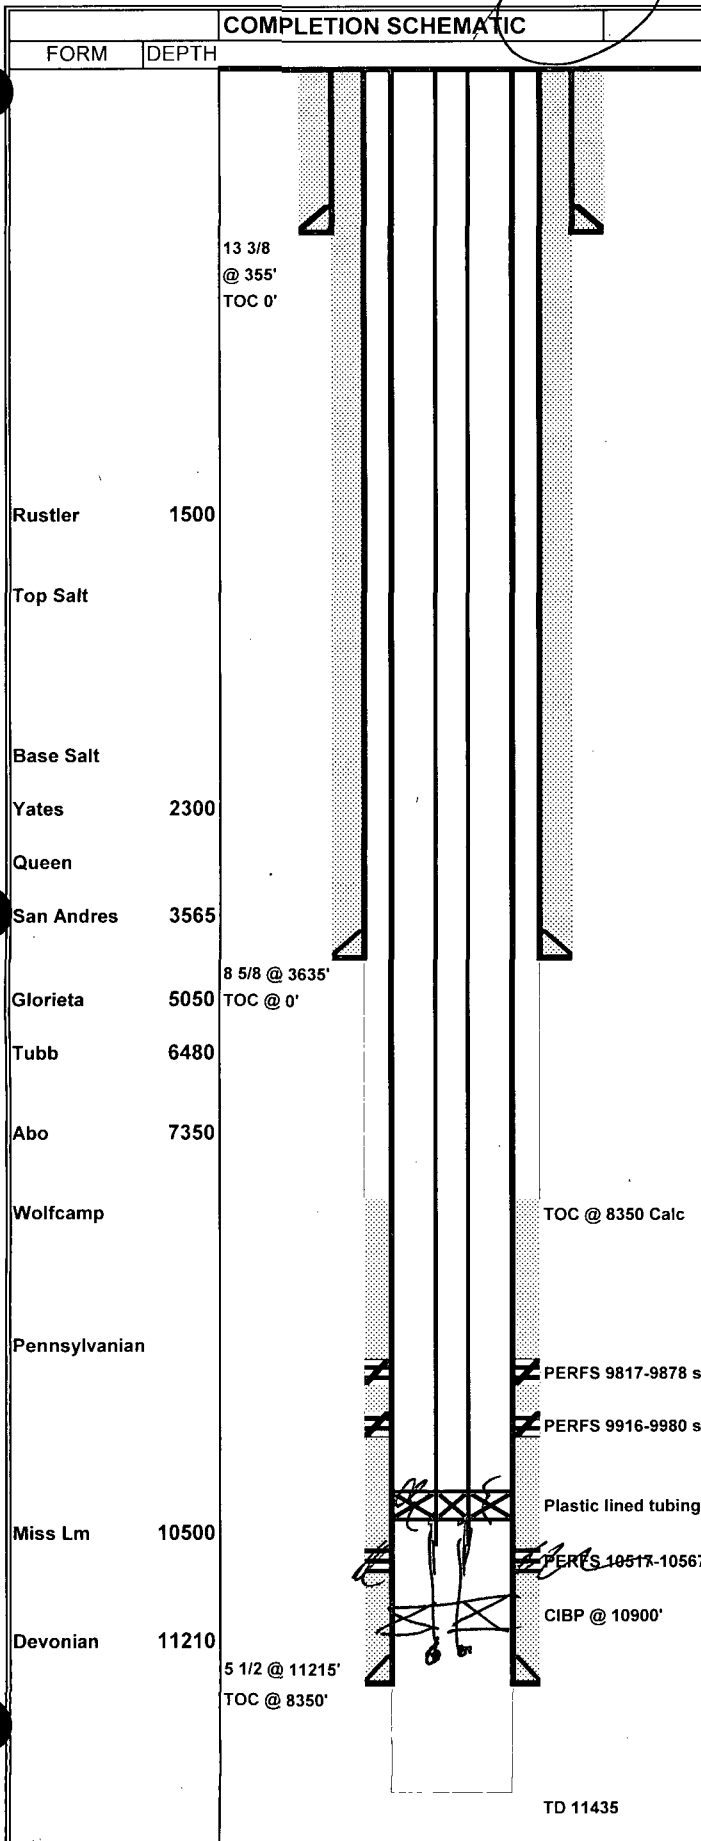 COMPLETION SCHEMATIC
FORM DEPTH
13 3/8
@ 355'
TOC 0'
Rustler 1500
Top Salt
Base Salt
Yates 2300
Queen
San Andres 3565
8 5/8 @ 3635'
Glorieta 5050 TOC @ 0'
Tubb 6480
Abo 7350
Wolfcamp TOC @ 8350 Calc
Pennsylvanian
PERFS 9817-9878 s
PERFS 9916-9980 s
Plastic lined tubing
Miss Lm 10500
PERFS 10517-10567
CIBP @ 10900'
Devonian 11210
5 1/2 @ 11215'
TOC @ 8350'
TD 11435